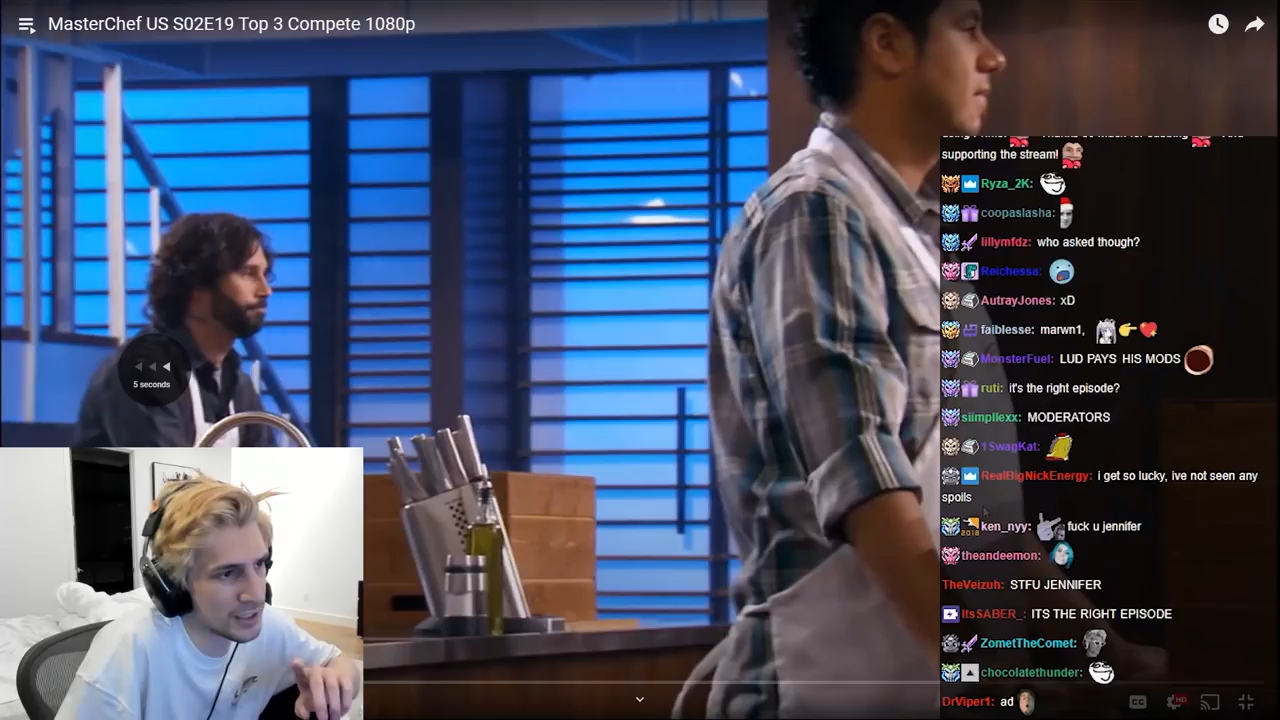 MasterChef US S02E19 Top 3 Compete 1080p
supporting the stream!
Ryza_2K:
coopaslasha:
lillymfdz: who asked though?
Reichessa:
AutrayJones: xD
faiblesse: marwn1,
MonsterFuel: LUD PAYS HIS MODS
ruti: it's the right episode?
siimpllexx: MODERATORS
1SwagKat:
RealBigNickEnergy: i get so lucky, ive not seen any
spoils
ken_nyy: fuck u jennifer
theandeemon:
TheVeizuh: STFU JENNIFER
ItsSABER_: ITS THE RIGHT EPISODE
ZometTheComet:
chocolatethunder:
DrViper1: ad
5 seconds
2018
CC
HD